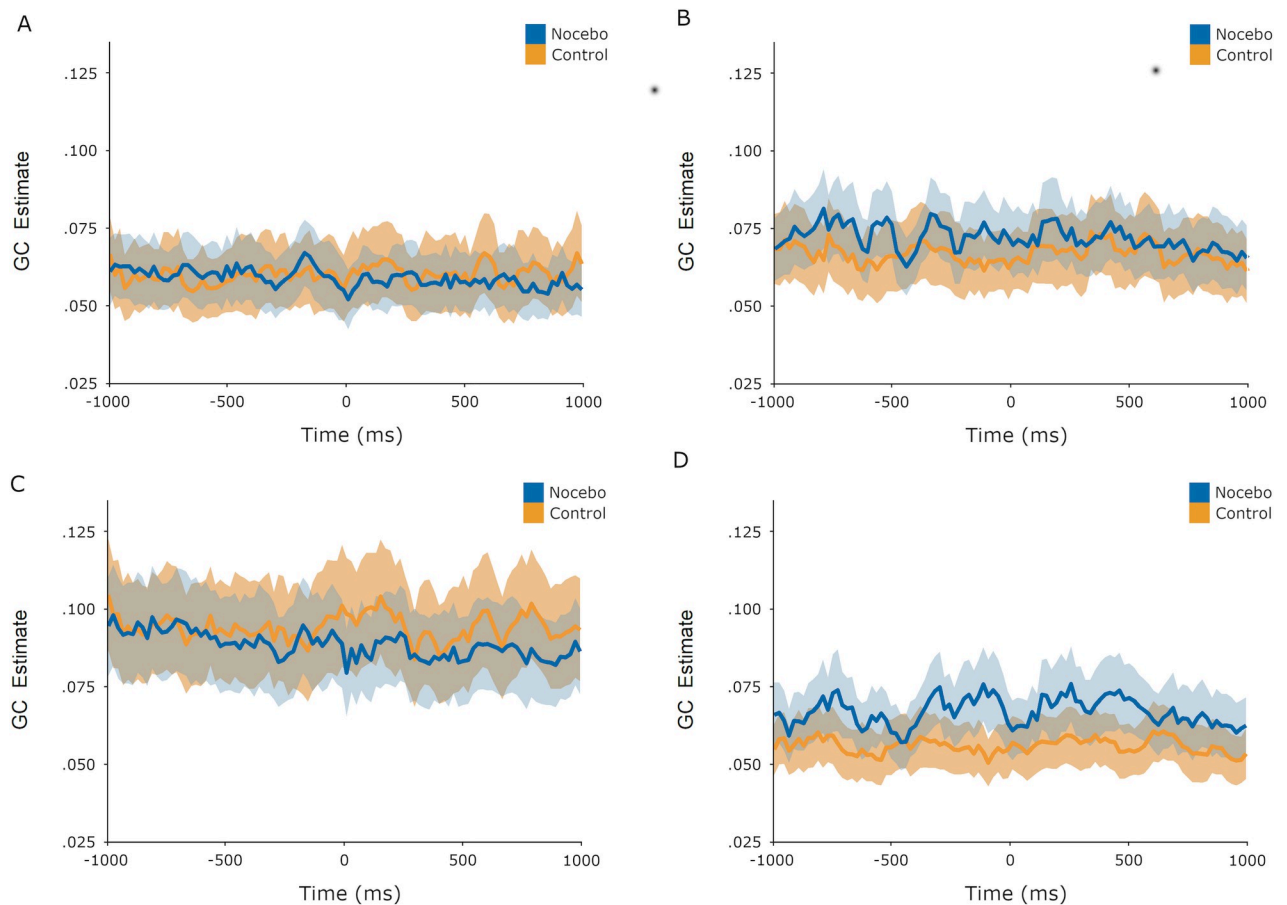 A
Nocebo
Control
.125
.100
.075
.050
.025
GC Estimate
-1000
-500
0
500
1000
Time (ms)
B
Nocebo
Control
.125
.100
.075
.050
.025
GC Estimate
-1000
-500
0
500
1000
Time (ms)
C
Nocebo
Control
.125
.100
.075
.050
.025
GC Estimate
-1000
-500
0
500
1000
Time (ms)
D
Nocebo
Control
.125
.100
.075
.050
.025
GC Estimate
-1000
-500
0
500
1000
Time (ms)